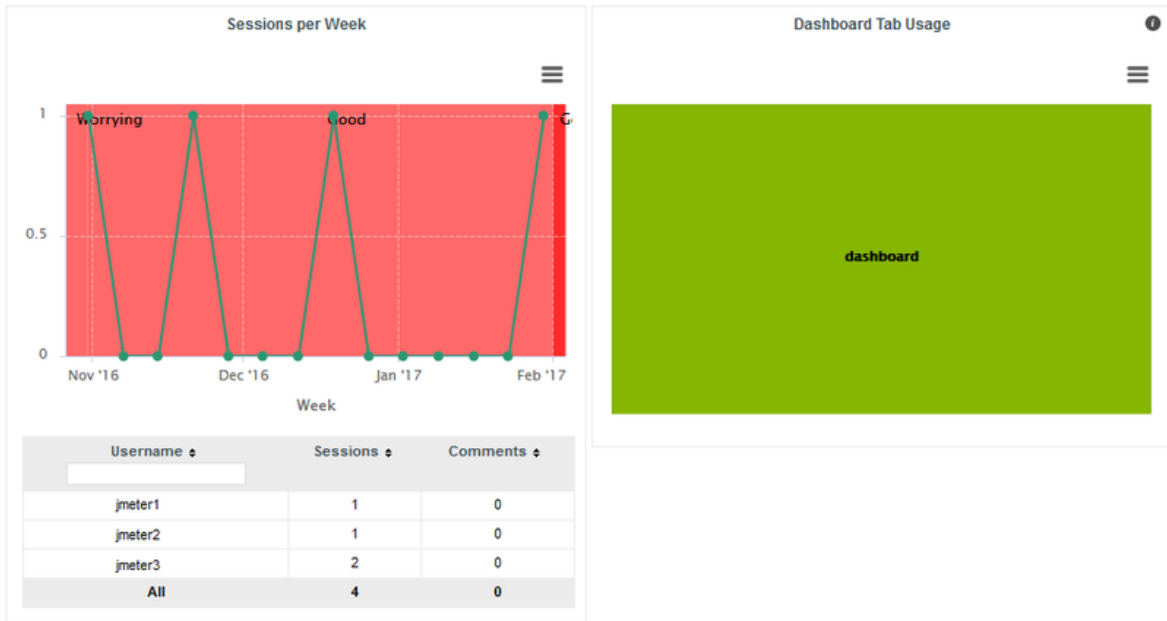 Sessions per Week
Worrying
Good
1
0.5
0
Nov '16
Dec '16
Jan '17
Feb '17
Week
Username Sessions Comments
jmeter1 1 0
jmeter2 1 0
jmeter3 2 0
All 4 0
Dashboard Tab Usage
dashboard